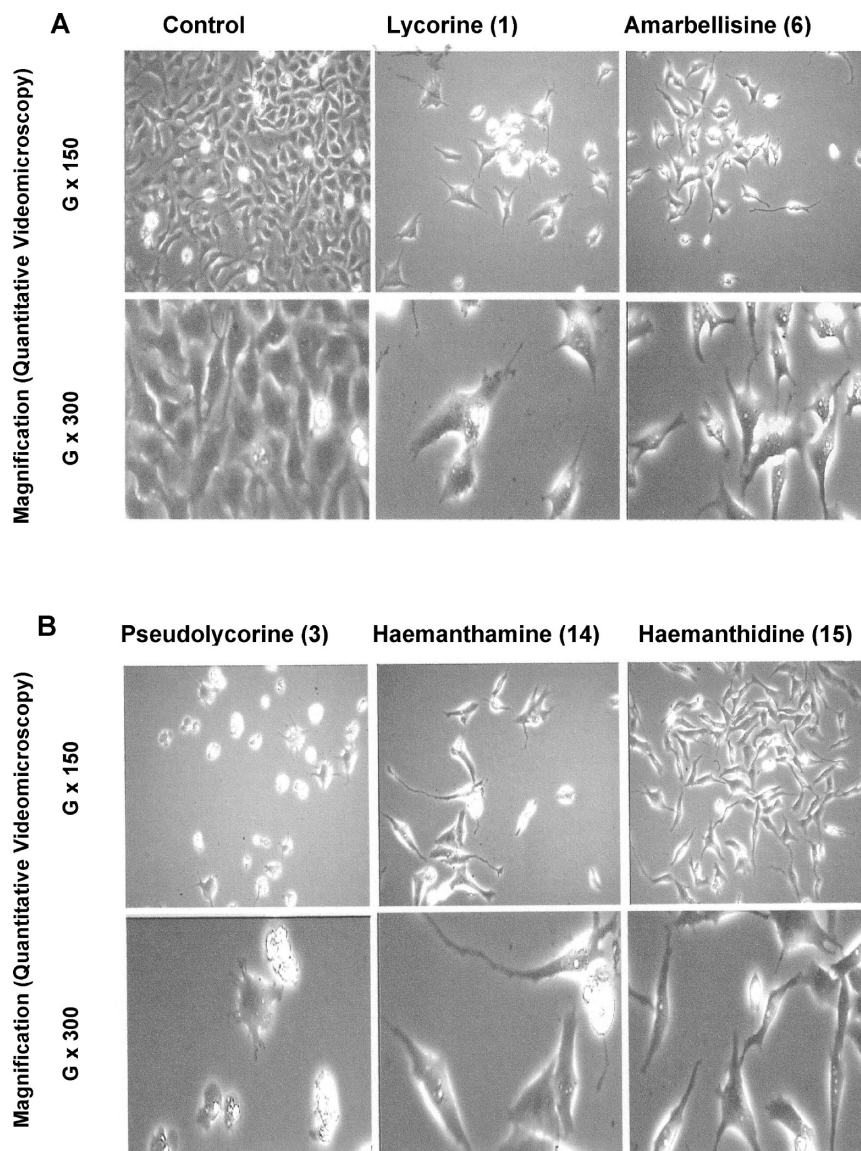 A
Control
Lycorine (1)
Amarbellisine (6)
Magnification (Quantitative Videomicroscopy)
G x 150
G x 300
B
Pseudolycorine (3)
Haemanthamine (14)
Haemanthidine (15)
Magnification (Quantitative Videomicroscopy)
G x 150
G x 300